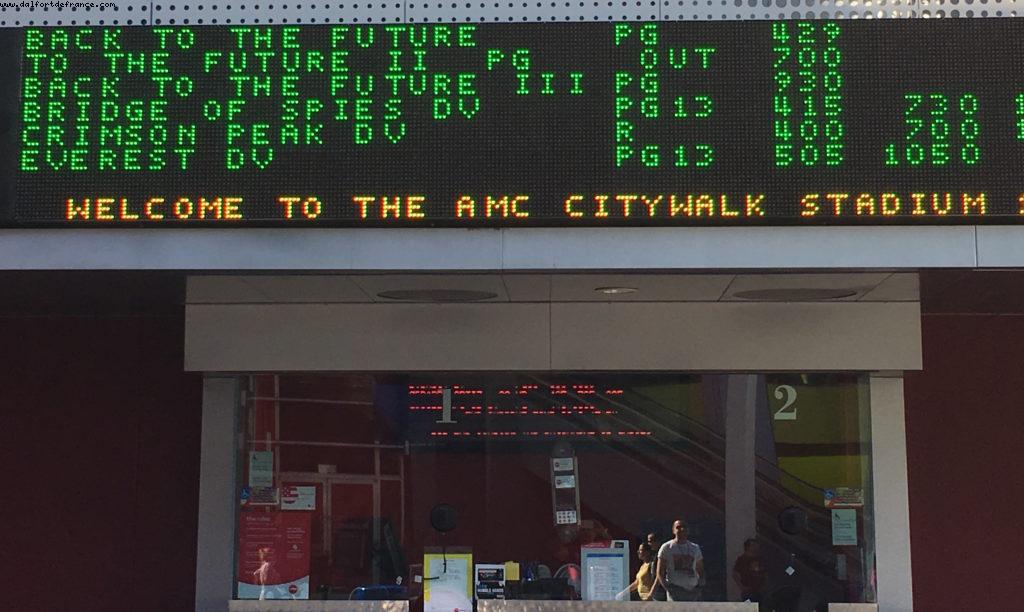 www.dalfortdefrance.com
BACK TO THE FUTURE PG 429
TO THE FUTURE II PG OUT 700
BACK TO THE FUTURE III PG 930
BRIDGE OF SPIES DV PG13 415 730
CRIMSON PEAK DV R 400 700
EVEREST DV PG13 505 1050
WELCOME TO THE AMC CITYWALK STADIUM
1
2